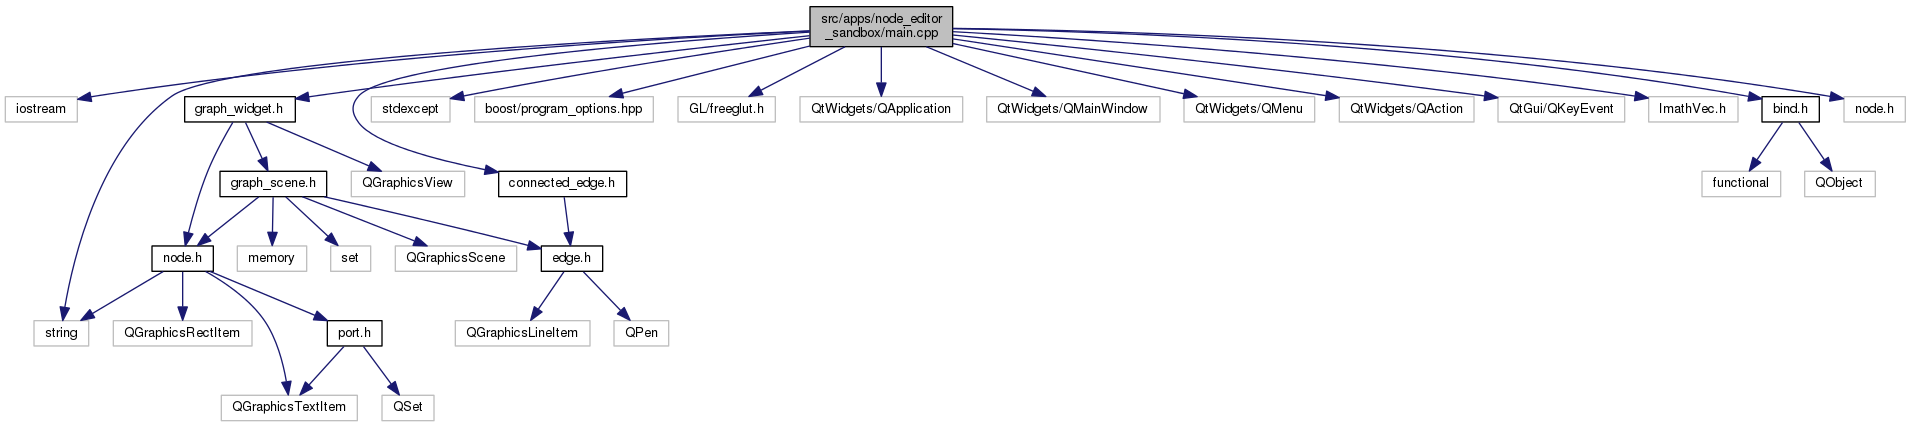 src/apps/node_editor
_sandbox/main.cpp
iostream
graph_widget.h
stdexcept
boost/program_options.hpp
GL/freeglut.h
QtWidgets/QApplication
QtWidgets/QMainWindow
QtWidgets/QMenu
QtWidgets/QAction
QtGui/QKeyEvent
ImathVec.h
bind.h
node.h
graph_scene.h
QGraphicsView
connected_edge.h
functional
QObject
node.h
memory
set
QGraphicsScene
edge.h
string
QGraphicsRectItem
port.h
QGraphicsLineItem
QPen
QGraphicsTextItem
QSet